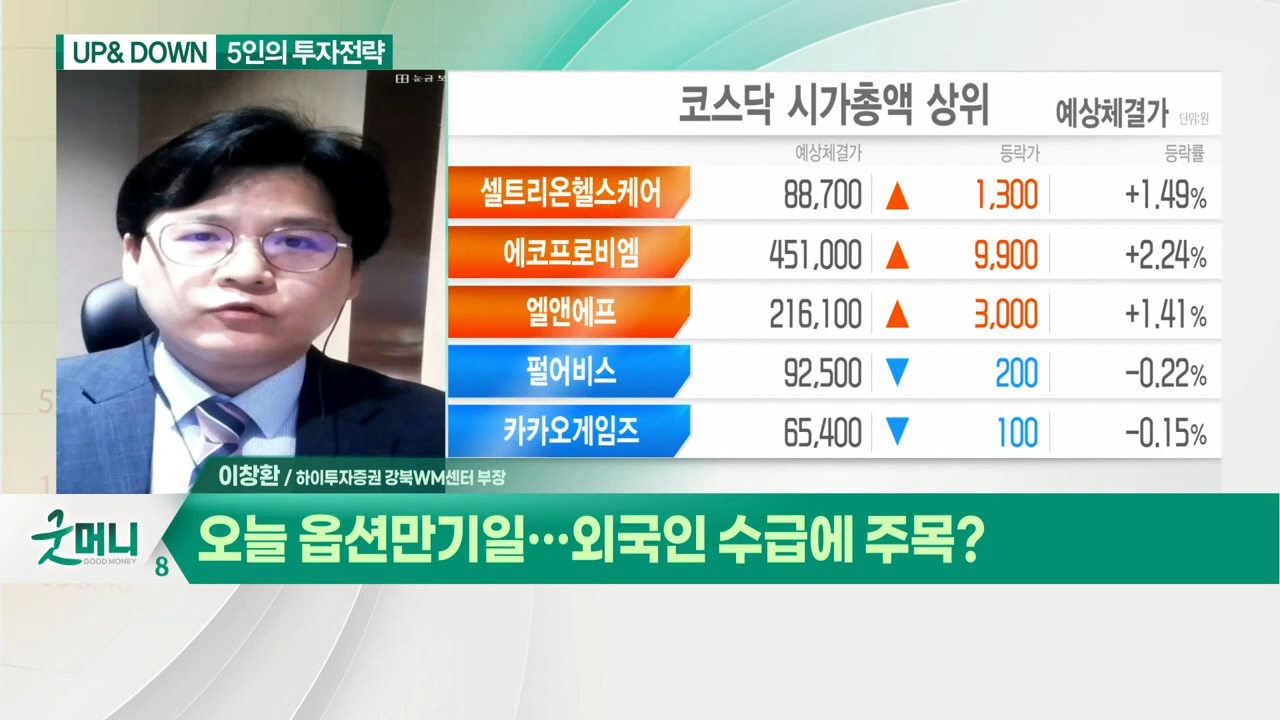 UP& DOWN 5인의 투자전략
코스닥 시가총액 상위 예상체결가 단위:원
예상체결가 등락가 등락률
셀트리온헬스케어 88,700 ▲ 1,300 +1.49%
에코프로비엠 451,000 ▲ 9,900 +2.24%
엘앤에프 216,100 ▲ 3,000 +1.41%
펄어비스 92,500 ▼ 200 -0.22%
카카오게임즈 65,400 ▼ 100 -0.15%
이창환 / 하이투자증권 강북WM센터 부장
굿머니
GOOD MONEY
8
오늘 옵션만기일…외국인 수급에 주목?